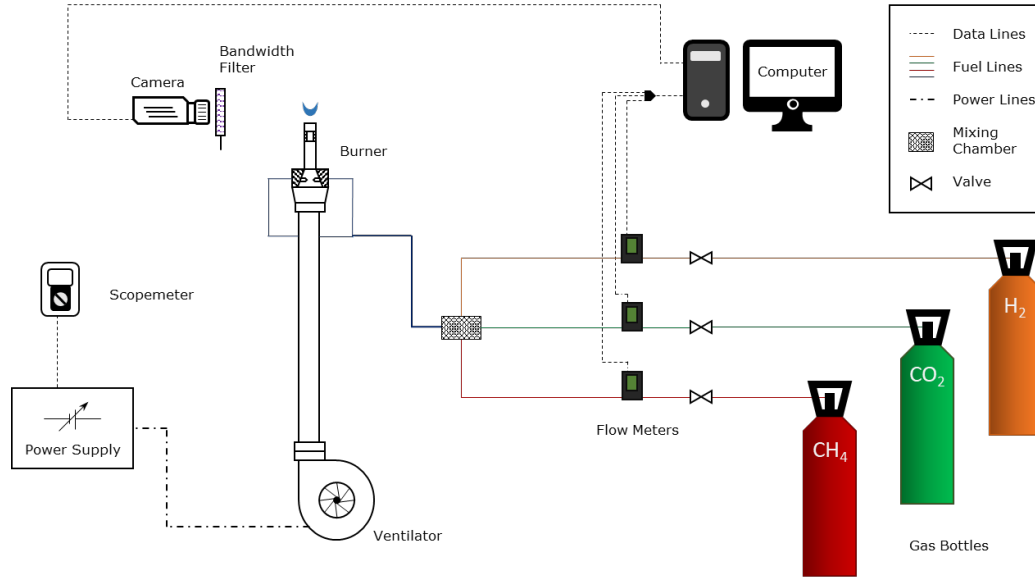 Bandwidth
Filter
Camera
Burner
Computer
Data Lines
Fuel Lines
Power Lines
Mixing
Chamber
Valve
Scopemeter
H2
CO2
CH4
Flow Meters
Power Supply
Ventilator
Gas Bottles